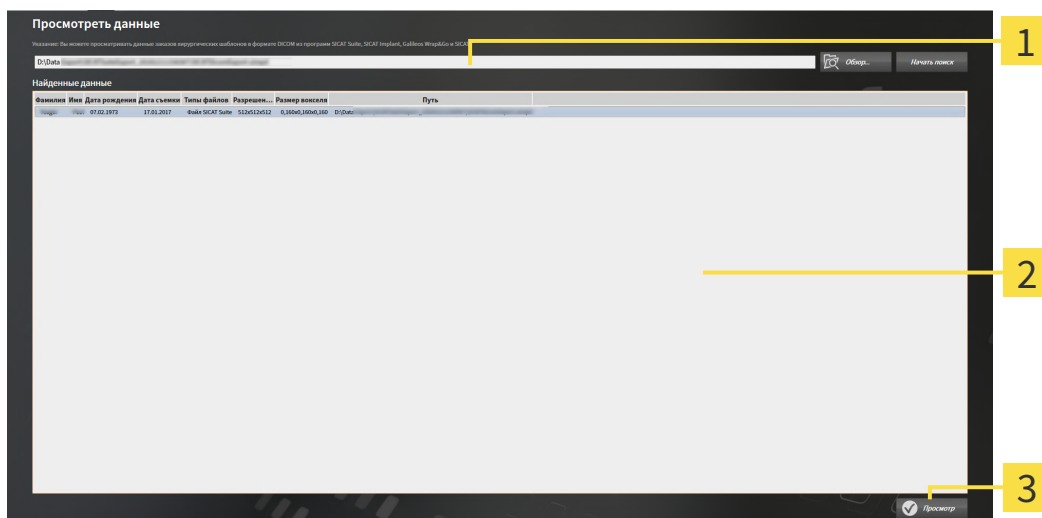 Просмотреть данные
Указание: Вы можете просматривать данные заказов хирургических шаблонов в формате DICOM из программ SICAT Suite, SICAT Implant, Galileos Wrap&Go и SICAT
1
D:\Data
Обзор...
Начать поиск
Найденные данные
Фамилия Имя Дата рождения Дата съемки Типы файлов Разрешен... Размер вокселя Путь
07.02.1973 17.01.2017 Файл SICAT Suite 512x512x512 0,160x0,160x0,160 D:\Data
2
3
Просмотр